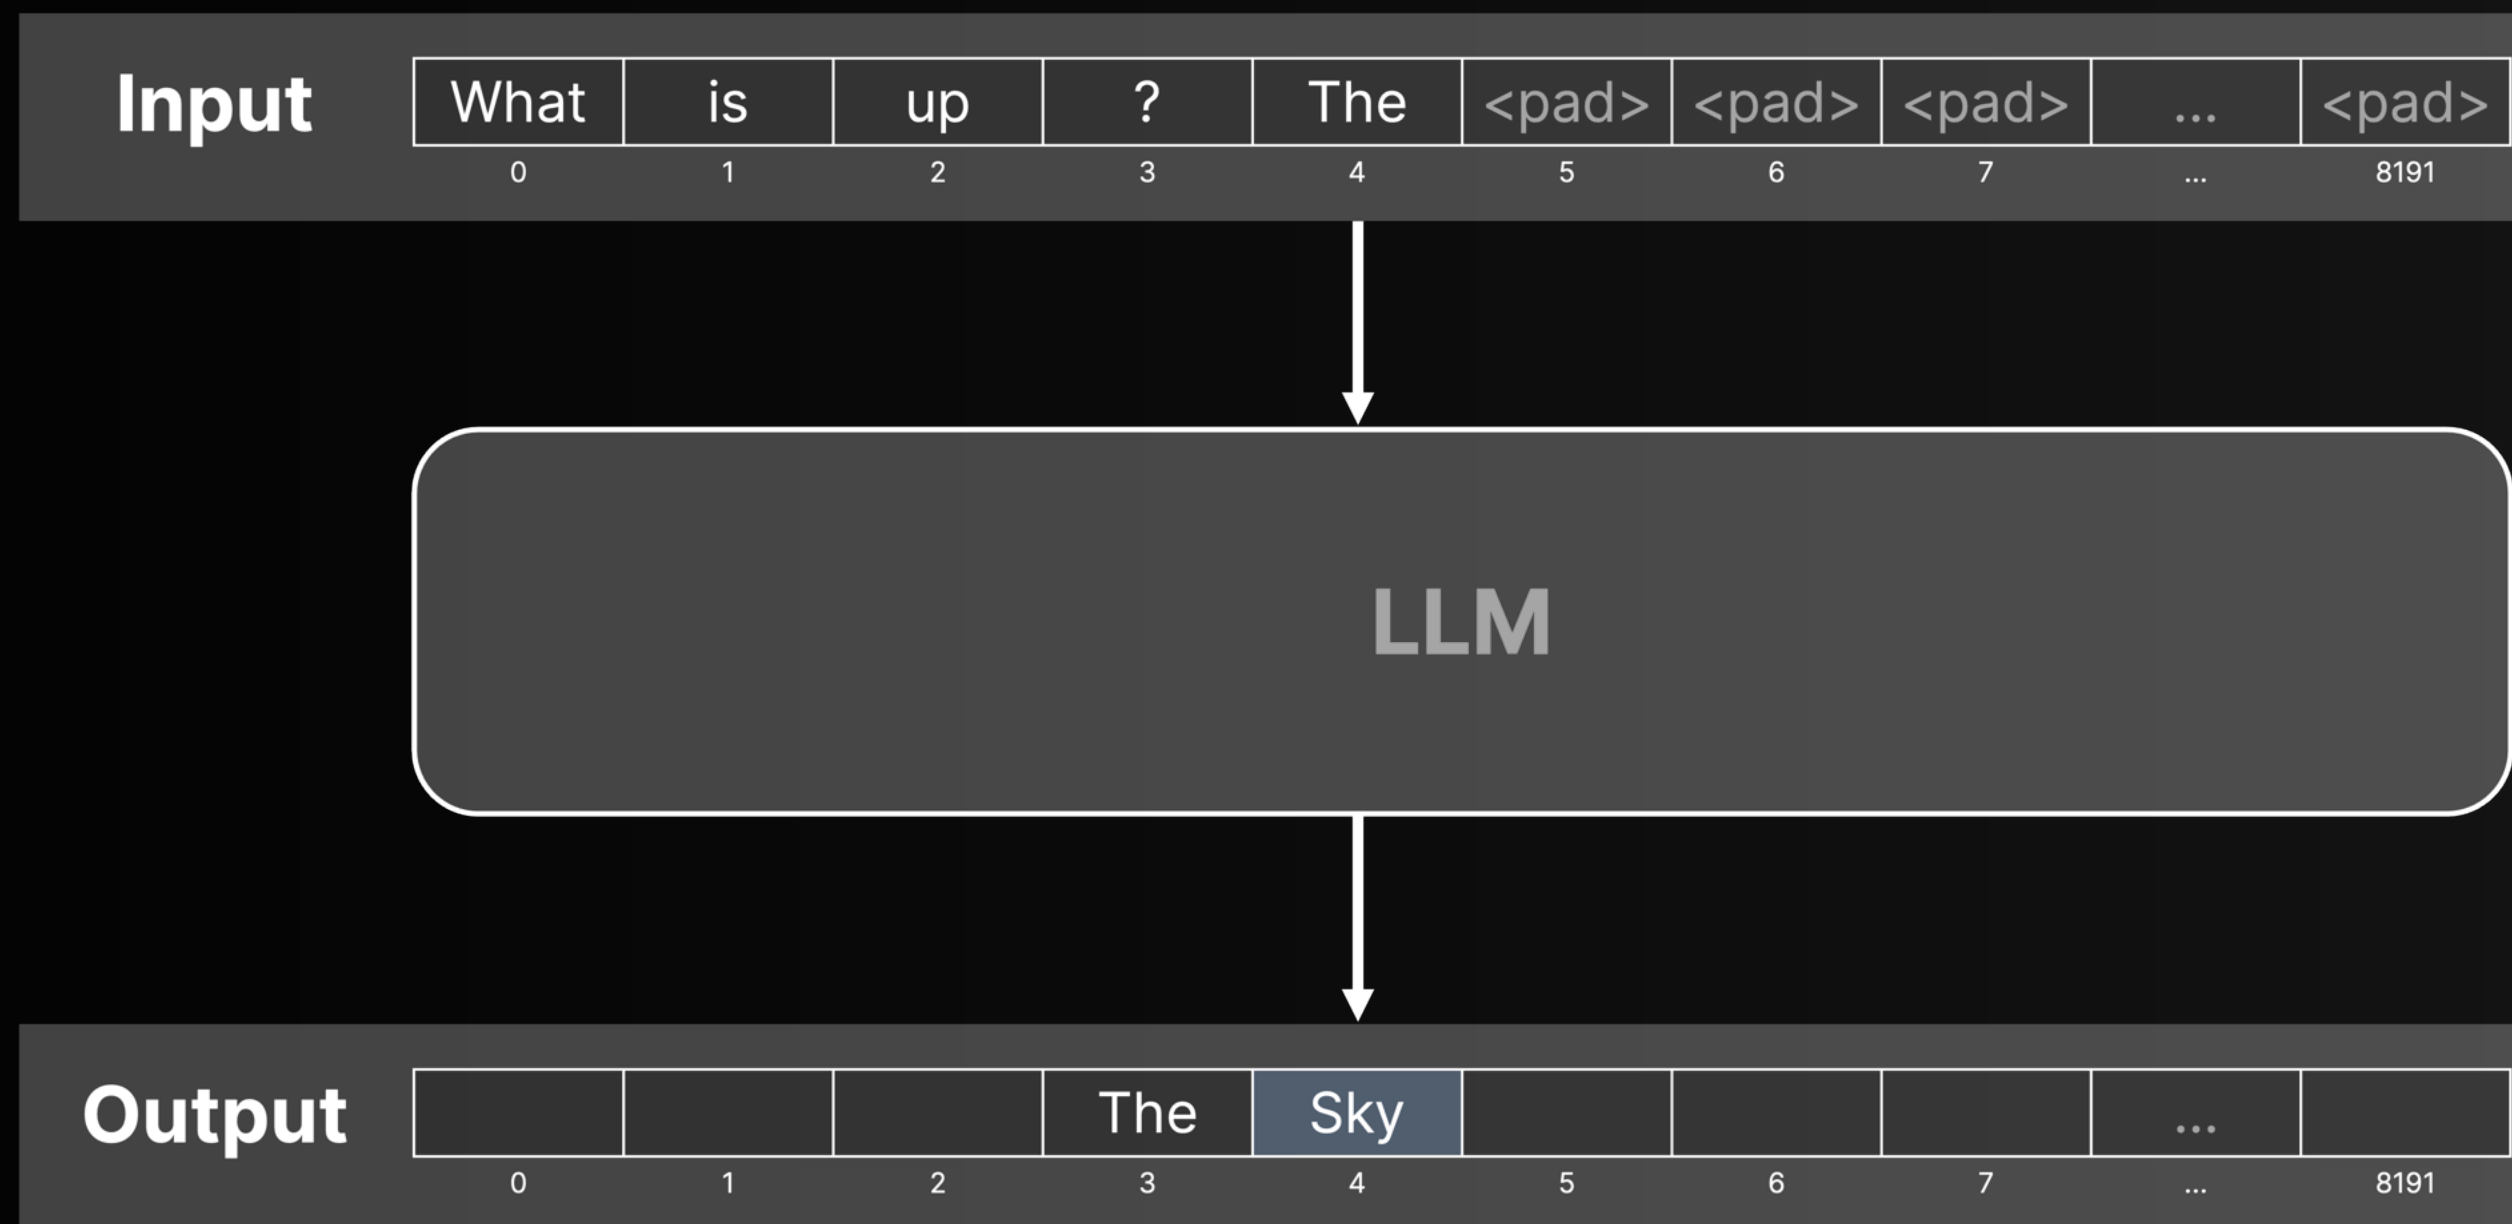 Input What is up ? The <pad> <pad> <pad> ... <pad>
0 1 2 3 4 5 6 7 ... 8191
LLM
Output The Sky ...
0 1 2 3 4 5 6 7 ... 8191